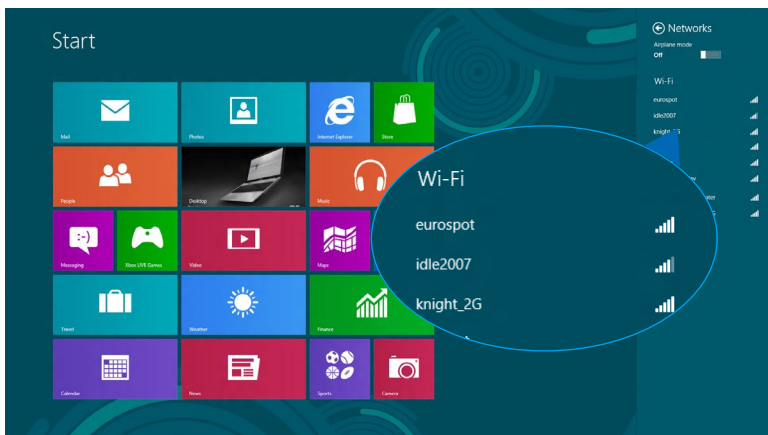 Start
Networks
Airplane mode
Off
Wi-Fi
eurospot
idle2007
knight_2G
Mail
Photos
Internet Explorer
Store
People
Desktop
Music
Messaging
Xbox LIVE Games
Video
Maps
Travel
Weather
Finance
Calendar
News
Sports
Camera
Wi-Fi
eurospot
idle2007
knight_2G